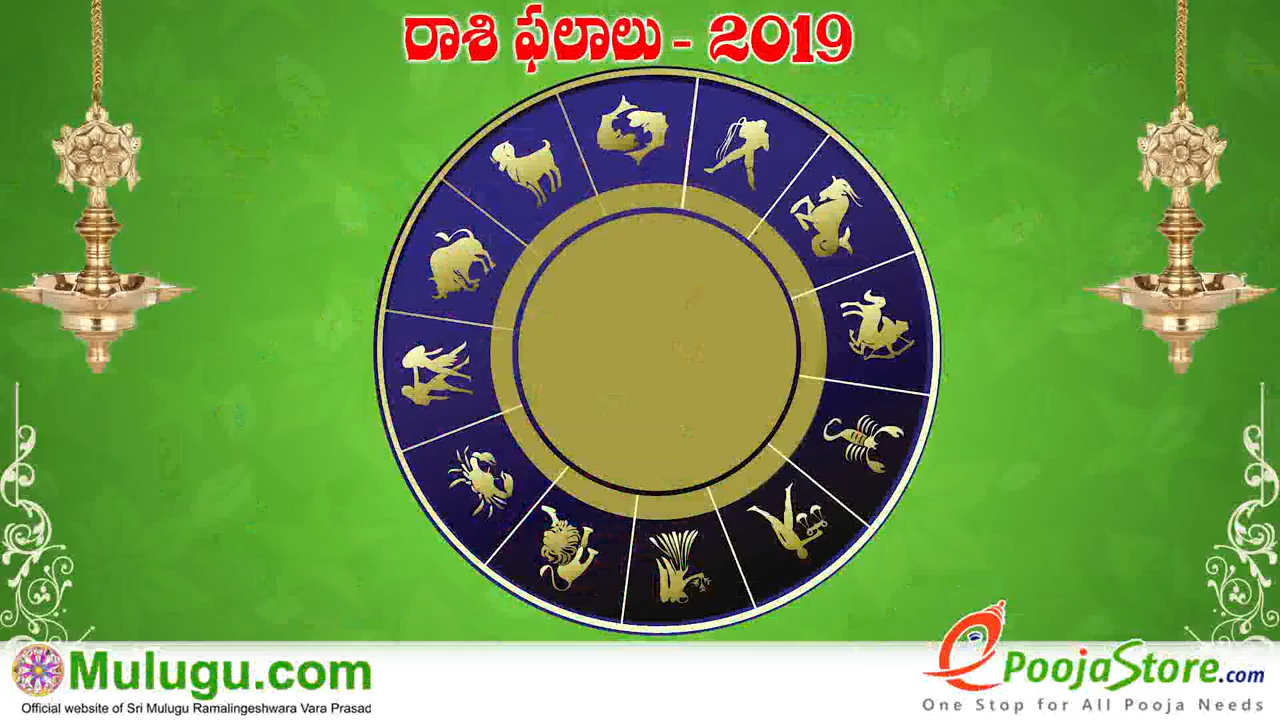 రాశి ఫలాలు - 2019
Mulugu.com
Official website of Sri Mulugu Ramalingeshwara Vara Prasad
ePoojaStore.com
One Stop for All Pooja Needs